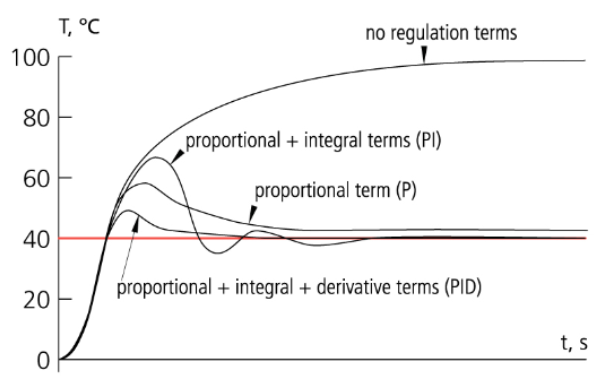 T, °C
no regulation terms
100
80
proportional + integral terms (PI)
60
proportional term (P)
40
proportional + integral + derivative terms (PID)
20
t, s
0